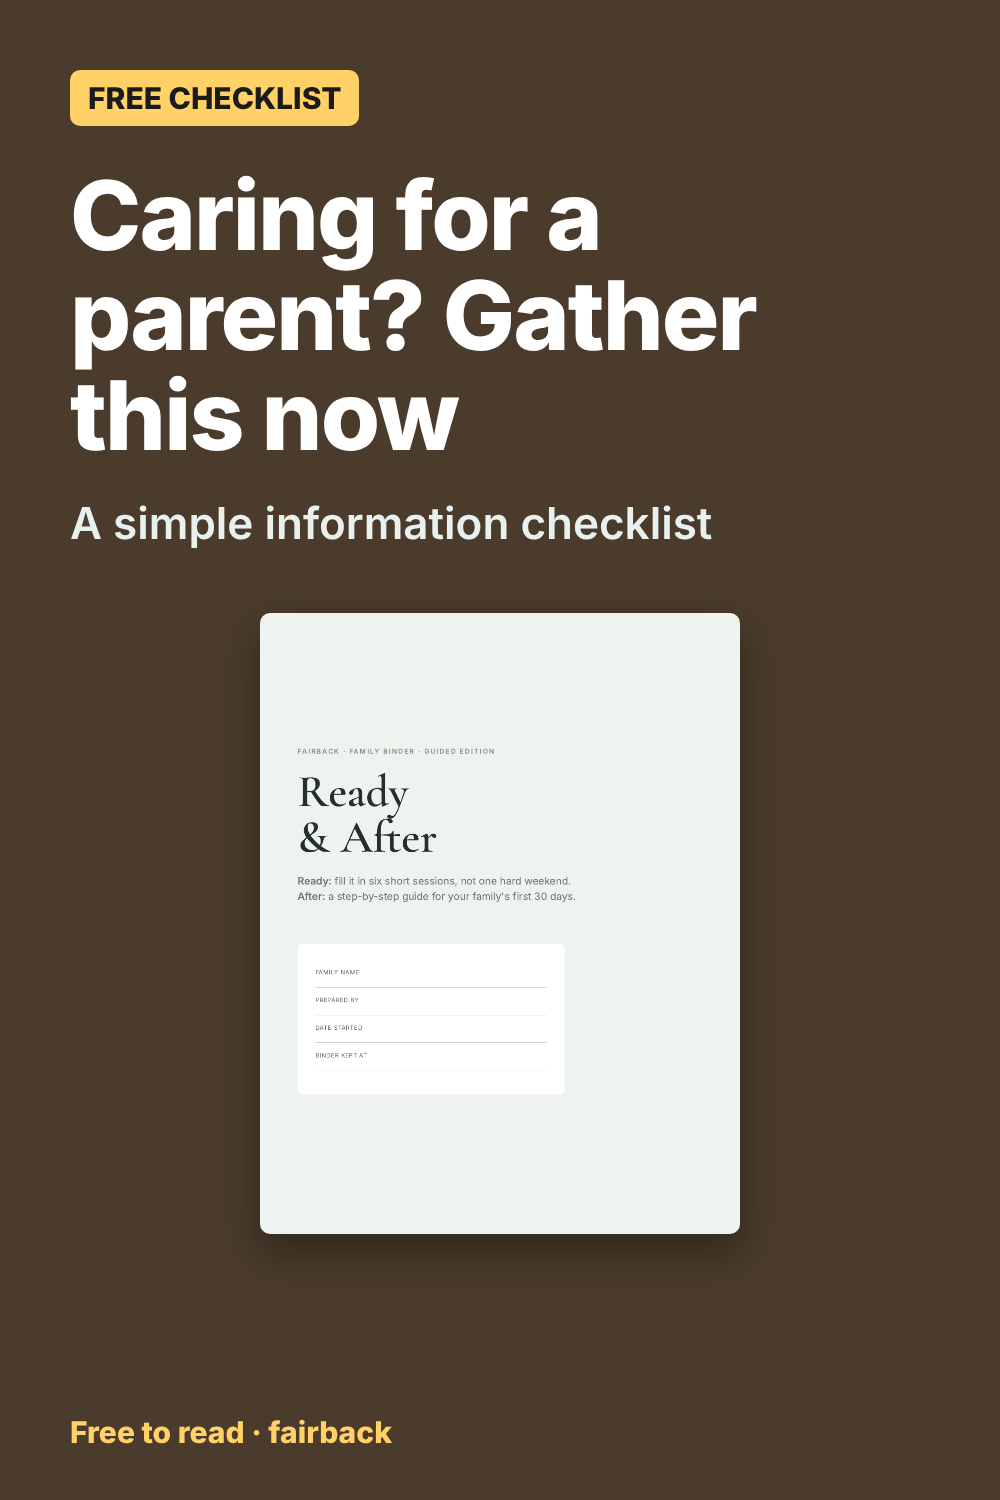 FREE CHECKLIST
Caring for a
parent? Gather
this now
A simple information checklist
FAIRBACK · FAMILY BINDER · GUIDED EDITION
Ready
& After
Ready: fill it in six short sessions, not one hard weekend.
After: a step-by-step guide for your family's first 30 days.
FAMILY NAME
PREPARED BY
DATE STARTED
BINDER KEPT AT
Free to read · fairback